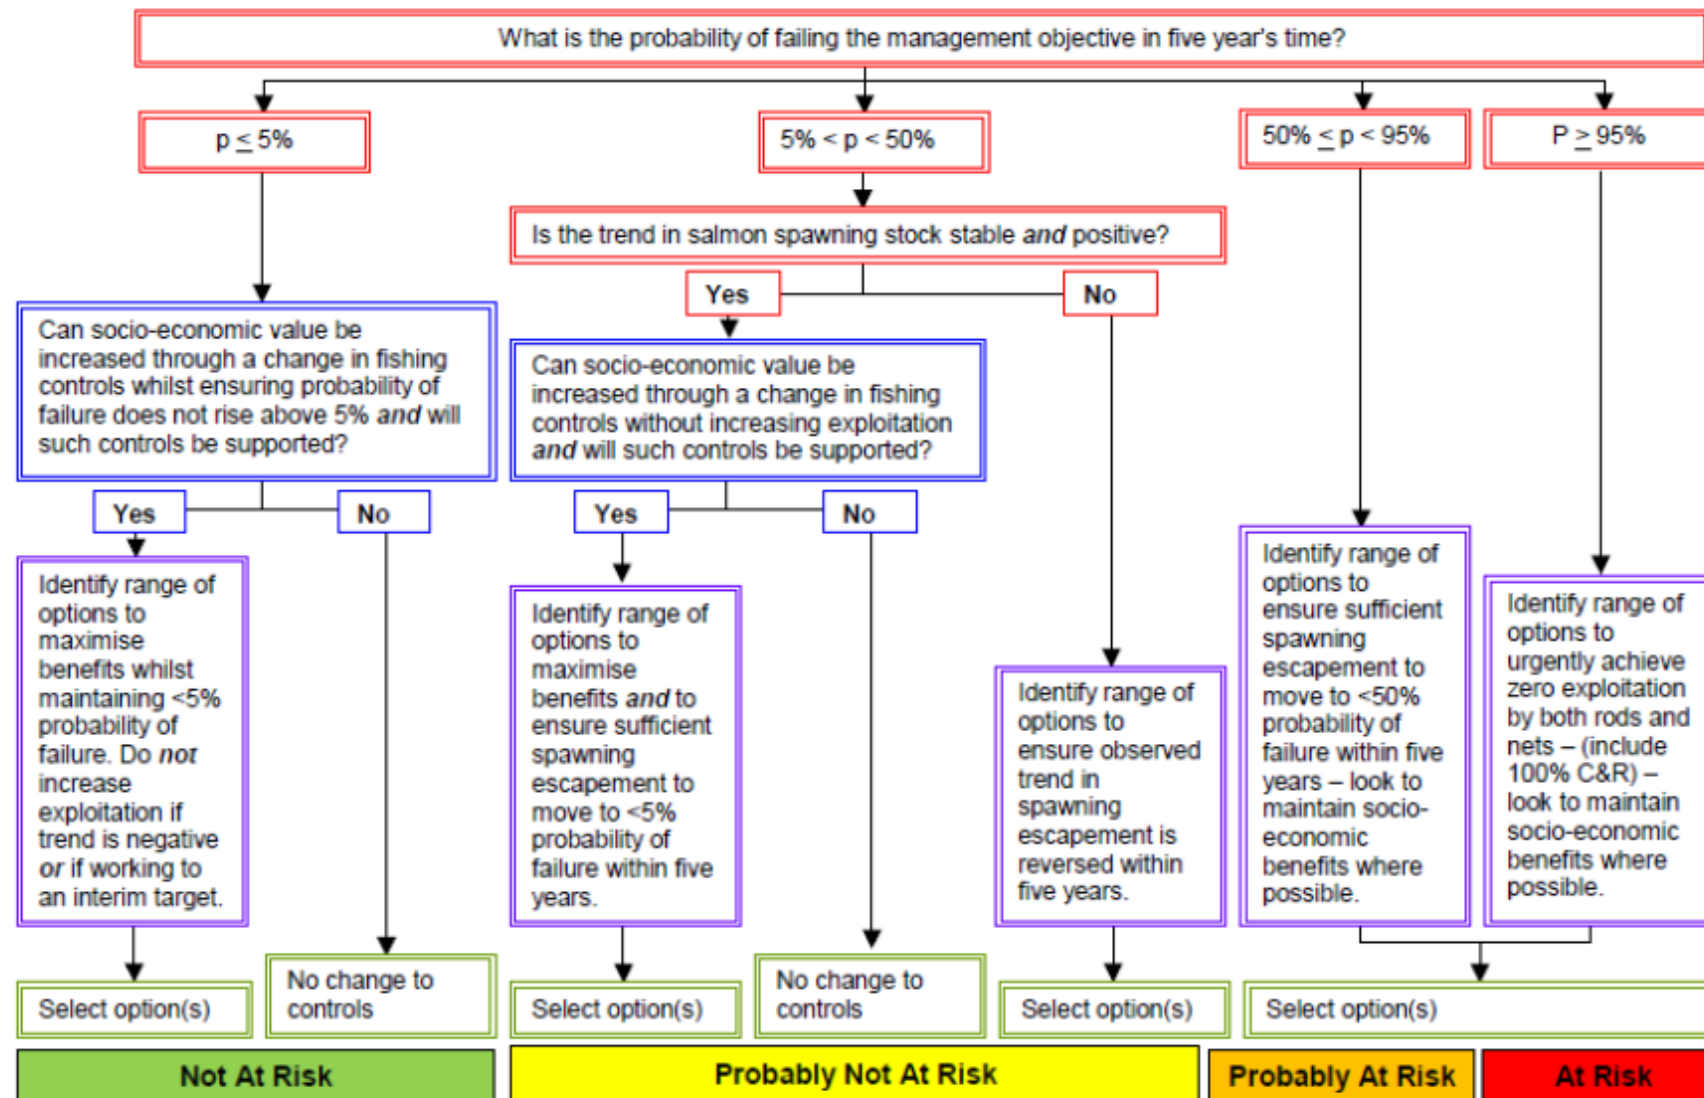 What is the probability of failing the management objective in five year's time?
p ≤ 5%
5% < p < 50%
50% ≤ p < 95%
P ≥ 95%
Is the trend in salmon spawning stock stable and positive?
Yes
No
Can socio-economic value be
increased through a change in fishing
controls whilst ensuring probability of
failure does not rise above 5% and will
such controls be supported?
Can socio-economic value be
increased through a change in fishing
controls without increasing exploitation
and will such controls be supported?
Yes
No
Yes
No
Identify range of
options to
maximise
benefits whilst
maintaining <5%
probability of
failure. Do not
increase
exploitation if
trend is negative
or if working to
an interim target.
Identify range of
options to
maximise
benefits and to
ensure sufficient
spawning
escapement to
move to <5%
probability of
failure within five
years.
Identify range of
options to
ensure observed
trend in
spawning
escapement is
reversed within
five years.
Identify range of
options to
ensure sufficient
spawning
escapement to
move to <50%
probability of
failure within five
years – look to
maintain socio-
economic
benefits where
possible.
Identify range of
options to
urgently achieve
zero exploitation
by both rods and
nets – (include
100% C&R) –
look to maintain
socio-economic
benefits where
possible.
Select option(s)
No change to
controls
Select option(s)
No change to
controls
Select option(s)
Select option(s)
Not At Risk
Probably Not At Risk
Probably At Risk
At Risk